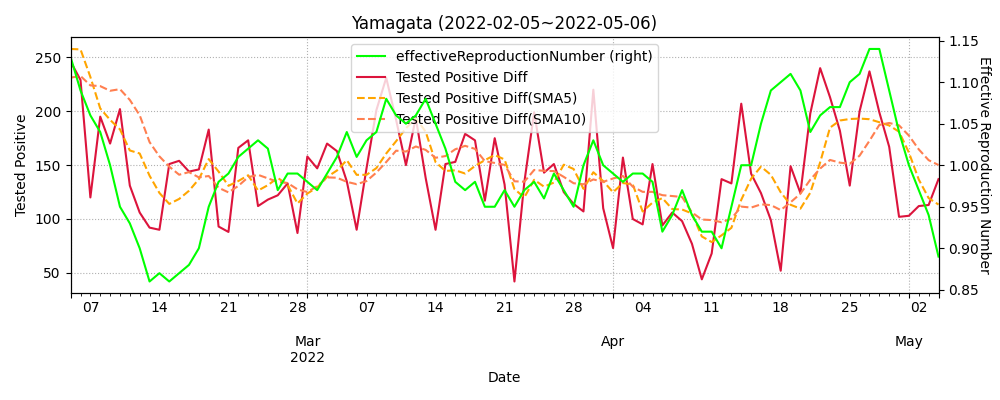 Yamagata (2022-02-05~2022-05-06)
effectiveReproductionNumber (right)
Tested Positive Diff
Tested Positive Diff(SMA5)
Tested Positive Diff(SMA10)
Tested Positive
250
200
150
100
50
1.15
1.10
1.05
1.00
0.95
0.90
0.85
Effective Reproduction Number
07 14 21 28 07 14 21 28 04 11 18 25 02
Mar Apr May
2022
Date